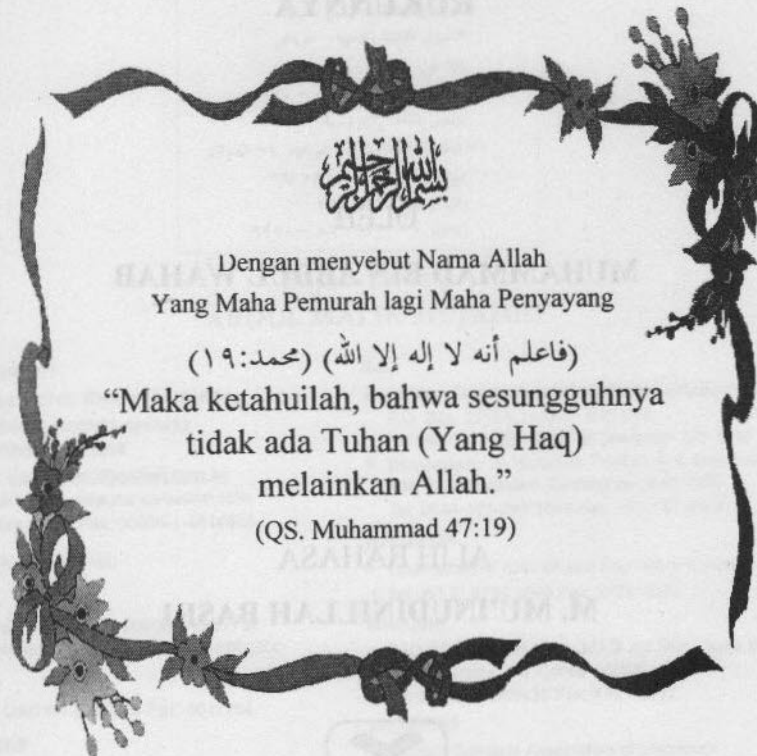 بسم الله الرحمن الرحيم
Dengan menyebut Nama Allah
Yang Maha Pemurah lagi Maha Penyayang
(فاعلم أنه لا إله إلا الله) (محمد:١٩)
“Maka ketahuilah, bahwa sesungguhnya
tidak ada Tuhan (Yang Haq)
melainkan Allah.”
(QS. Muhammad 47:19)